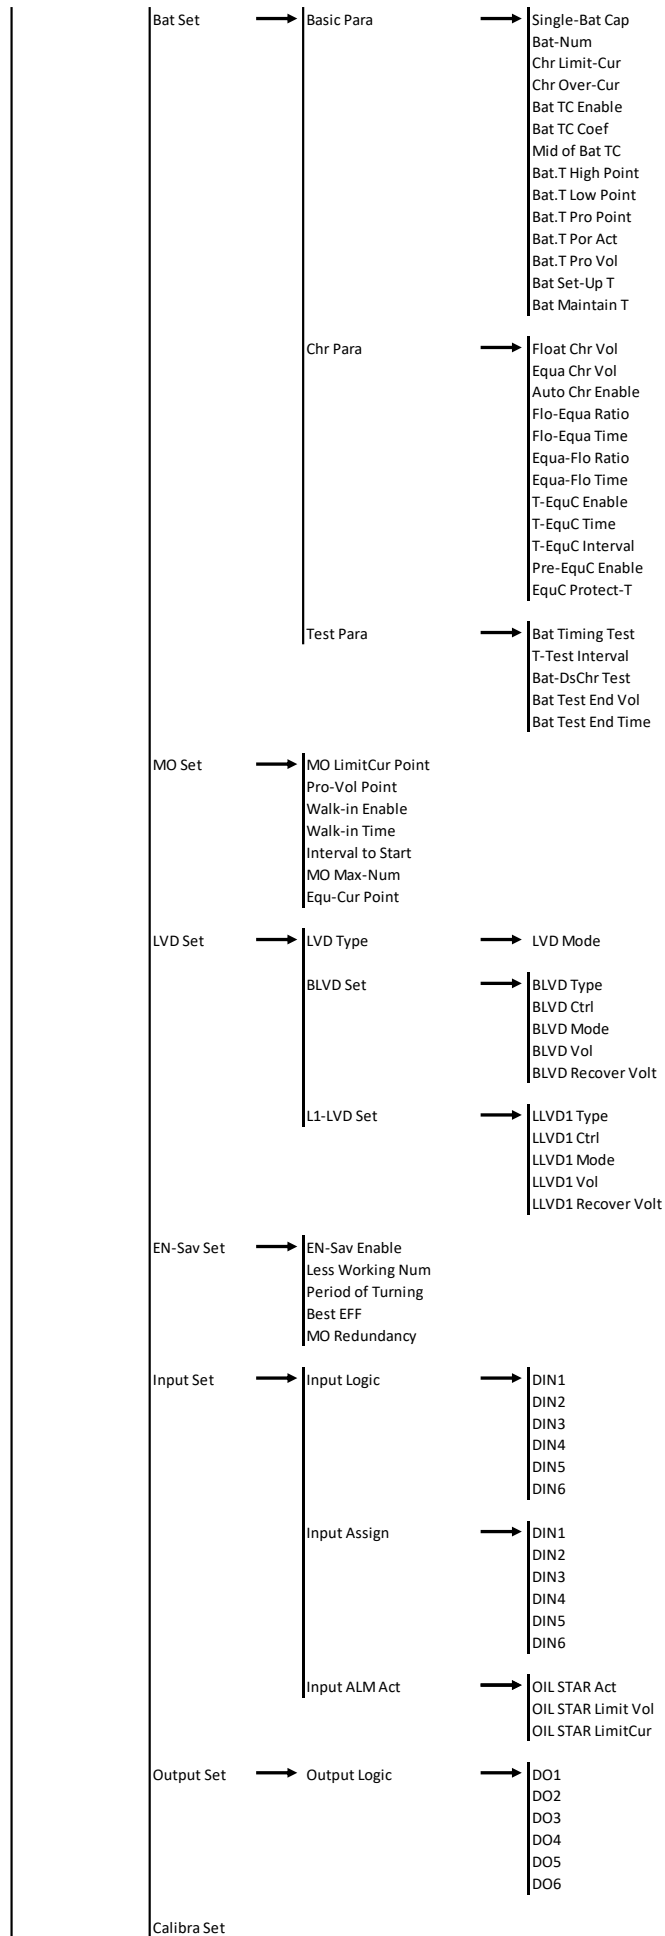 Bat Set Basic Para Single-Bat Cap
Bat-Num
Chr Limit-Cur
Chr Over-Cur
Bat TC Enable
Bat TC Coef
Mid of Bat TC
Bat.T High Point
Bat.T Low Point
Bat.T Pro Point
Bat.T Por Act
Bat.T Pro Vol
Bat Set-Up T
Bat Maintain T
Chr Para Float Chr Vol
Equa Chr Vol
Auto Chr Enable
Flo-Equa Ratio
Flo-Equa Time
Equa-Flo Ratio
Equa-Flo Time
T-EquC Enable
T-EquC Time
T-EquC Interval
Pre-EquC Enable
EquC Protect-T
Test Para Bat Timing Test
T-Test Interval
Bat-DsChr Test
Bat Test End Vol
Bat Test End Time
MO Set MO LimitCur Point
Pro-Vol Point
Walk-in Enable
Walk-in Time
Interval to Start
MO Max-Num
Equ-Cur Point
LVD Set LVD Type LVD Mode
BLVD Set BLVD Type
BLVD Ctrl
BLVD Mode
BLVD Vol
BLVD Recover Volt
L1-LVD Set LLVD1 Type
LLVD1 Ctrl
LLVD1 Mode
LLVD1 Vol
LLVD1 Recover Volt
EN-Sav Set EN-Sav Enable
Less Working Num
Period of Turning
Best EFF
MO Redundancy
Input Set Input Logic DIN1
DIN2
DIN3
DIN4
DIN5
DIN6
Input Assign DIN1
DIN2
DIN3
DIN4
DIN5
DIN6
Input ALM Act OIL STAR Act
OIL STAR Limit Vol
OIL STAR LimitCur
Output Set Output Logic DO1
DO2
DO3
DO4
DO5
DO6
Calibra Set